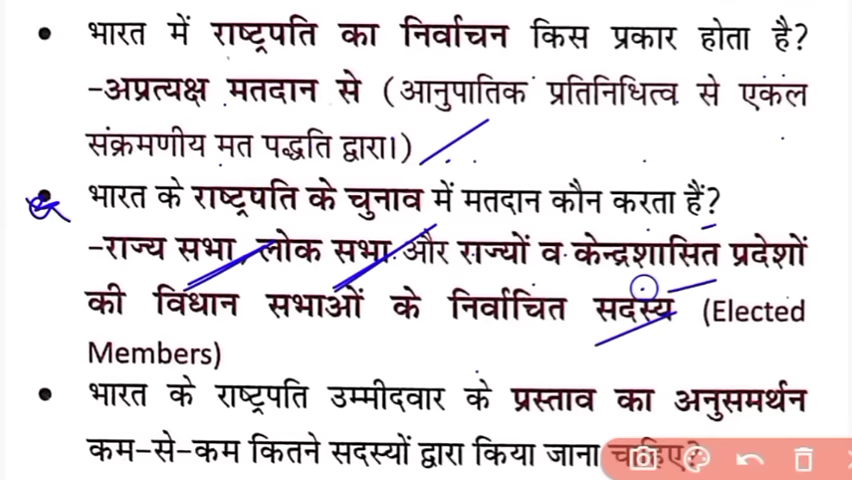 • भारत में राष्ट्रपति का निर्वाचन किस प्रकार होता है?
-अप्रत्यक्ष मतदान से (आनुपातिक प्रतिनिधित्व से एकल
संक्रमणीय मत पद्धति द्वारा।)
• भारत के राष्ट्रपति के चुनाव में मतदान कौन करता हैं?
-राज्य सभा, लोक सभा और राज्यों व केन्द्रशासित प्रदेशों
की विधान सभाओं के निर्वाचित सदस्य (Elected
Members)
• भारत के राष्ट्रपति उम्मीदवार के प्रस्ताव का अनुसमर्थन
कम-से-कम कितने सदस्यों द्वारा किया जाना चाहिए?